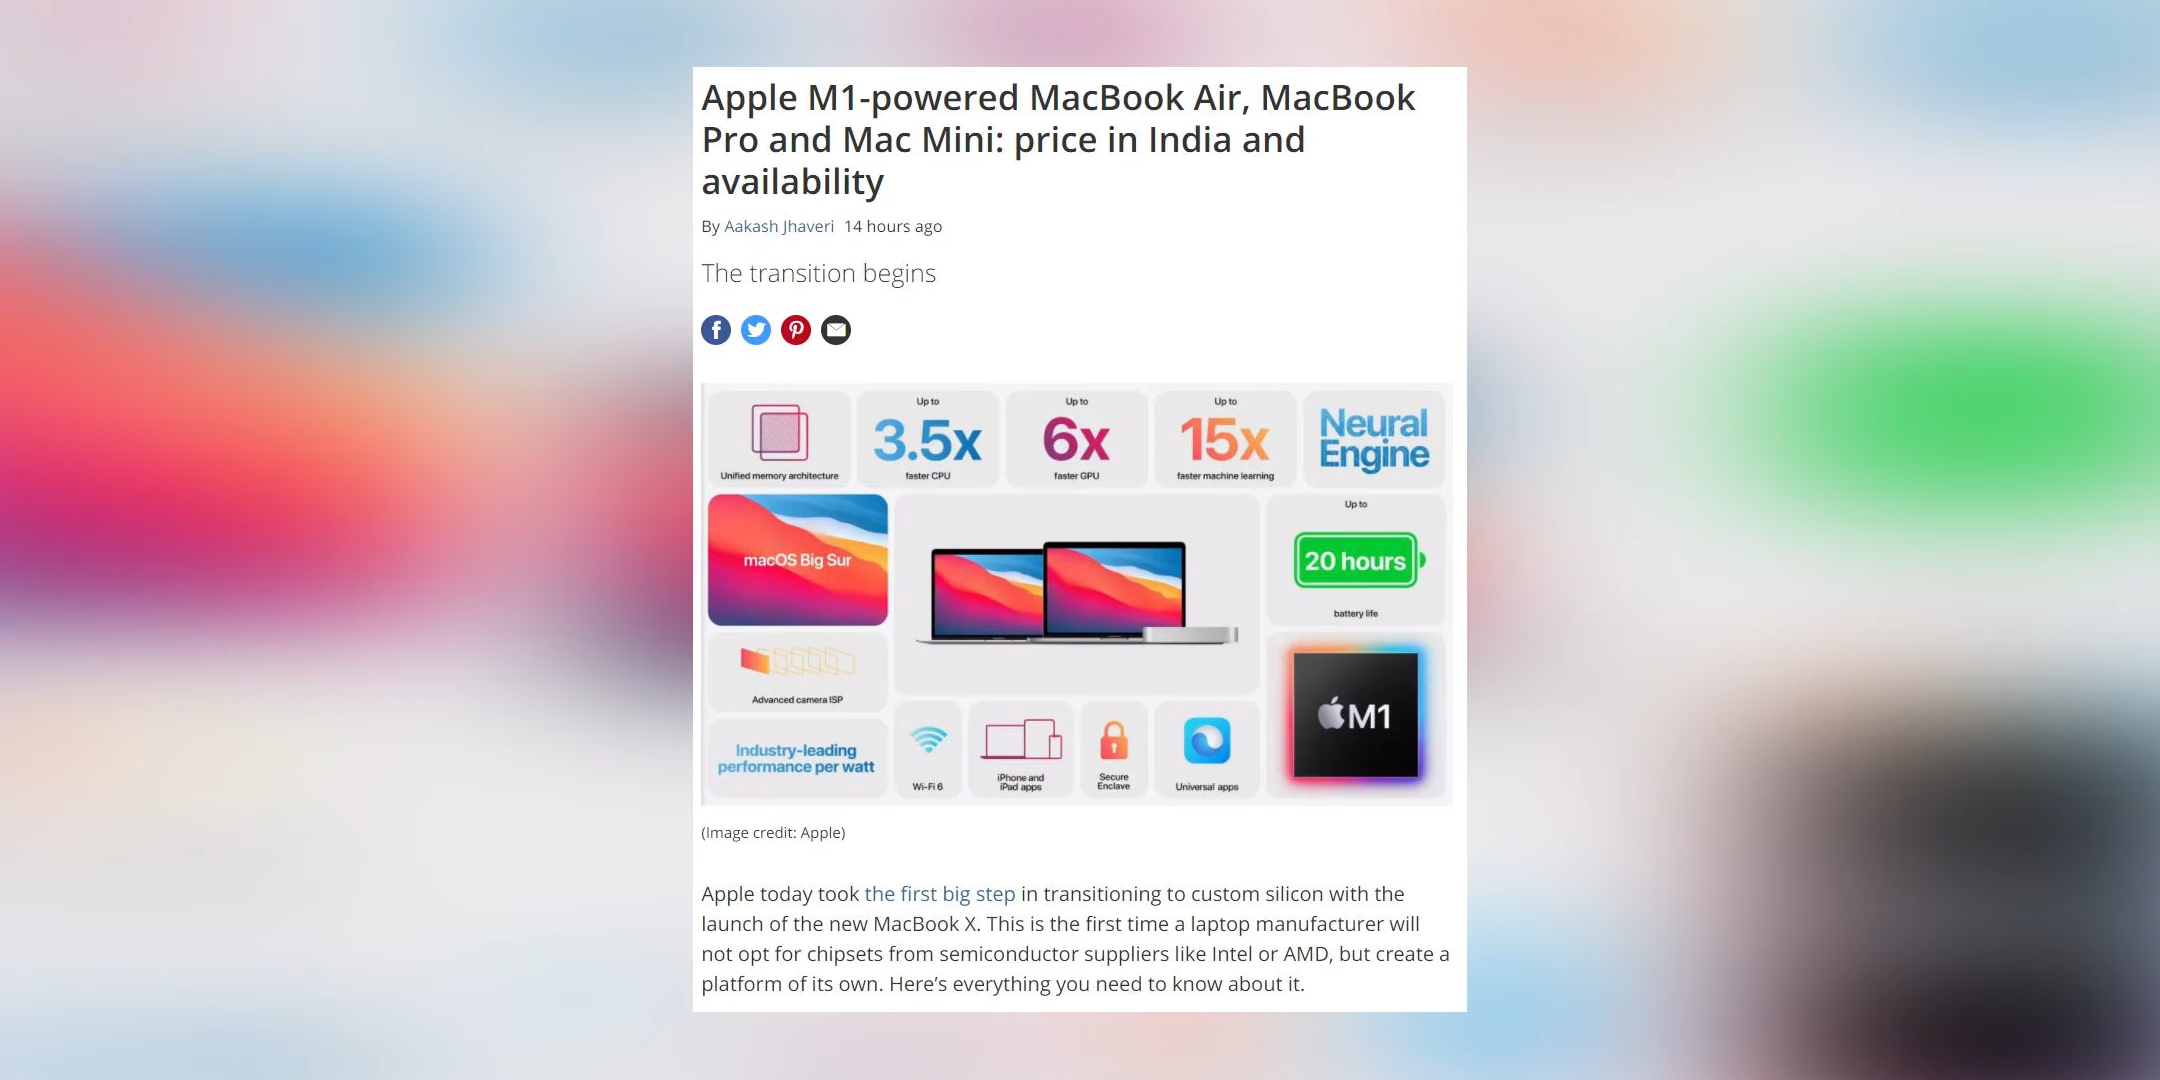 Apple M1-powered MacBook Air, MacBook
Pro and Mac Mini: price in India and
availability
By Aakash Jhaveri 14 hours ago
The transition begins
Unified memory architecture
Up to
3.5x
faster CPU
Up to
6x
faster GPU
Up to
15x
faster machine learning
Neural
Engine
macOS Big Sur
Up to
20 hours
battery life
Advanced camera ISP
M1
Industry-leading
performance per watt
Wi-Fi 6
iPhone and
iPad apps
Secure
Enclave
Universal apps
(Image credit: Apple)
Apple today took the first big step in transitioning to custom silicon with the
launch of the new MacBook X. This is the first time a laptop manufacturer will
not opt for chipsets from semiconductor suppliers like Intel or AMD, but create a
platform of its own. Here’s everything you need to know about it.